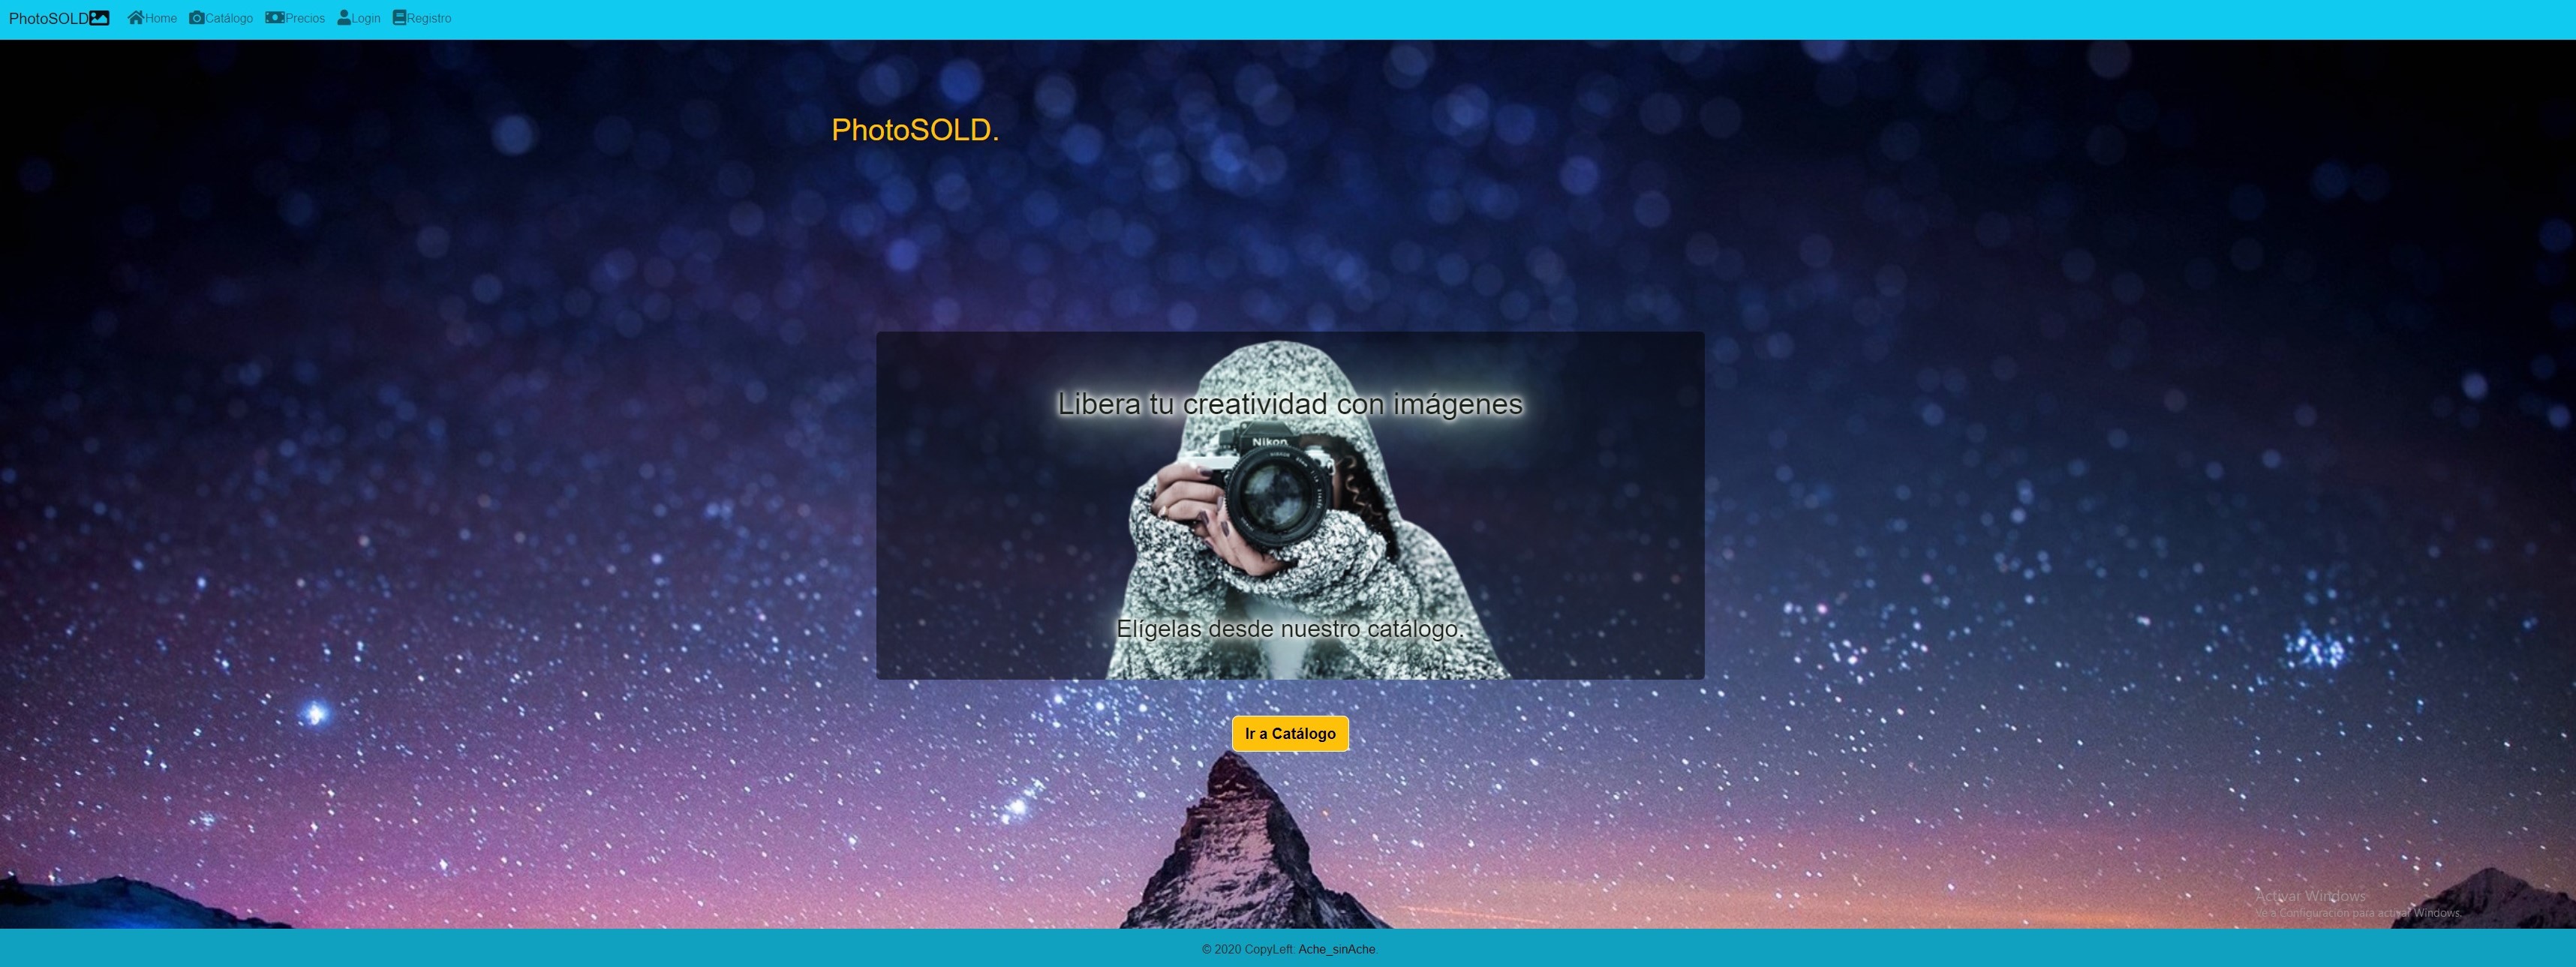 PhotoSOLD Home Catálogo Precios Login Registro
PhotoSOLD.
Libera tu creatividad con imágenes
Nikon
Elígelas desde nuestro catálogo.
Ir a Catálogo
Activar Windows
Ve a Configuración para activar Windows.
© 2020 CopyLeft: Ache_sinAche.